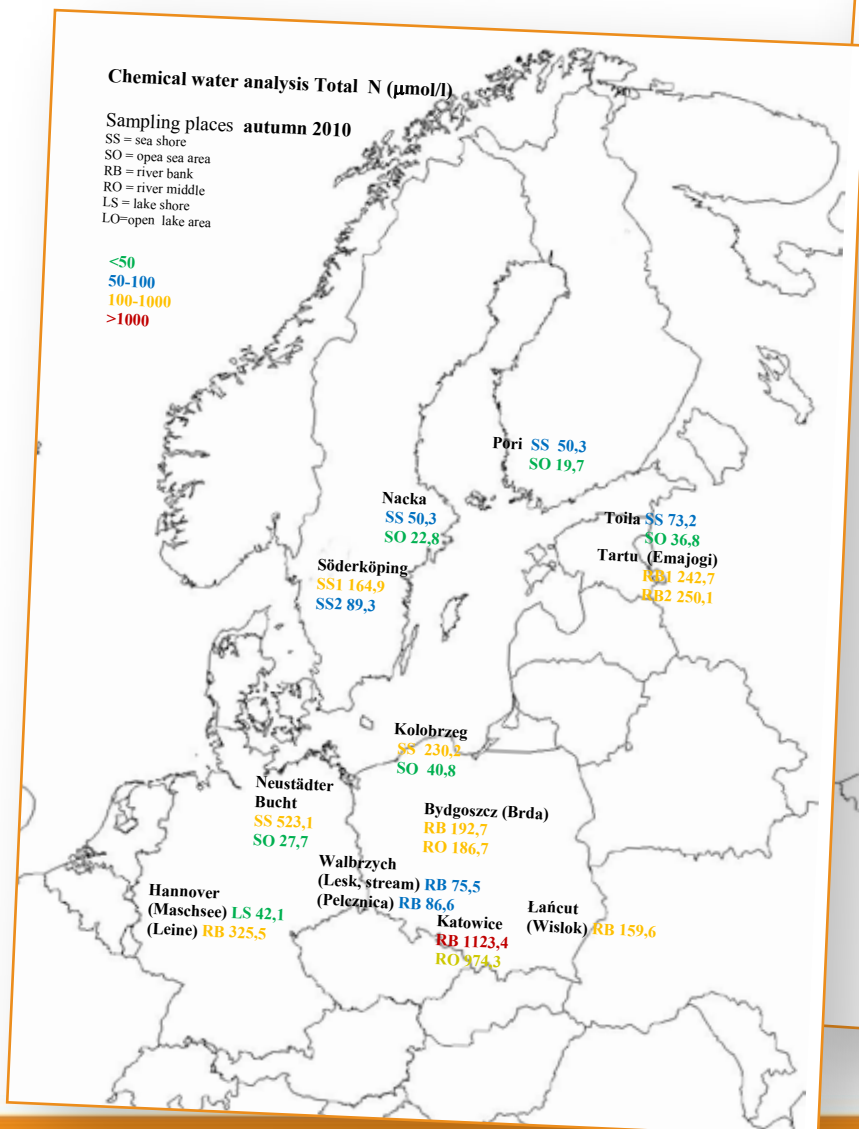 Chemical water analysis Total N (µmol/l)
Sampling places autumn 2010
SS = sea shore
SO = opea sea area
RB = river bank
RO = river middle
LS = lake shore
LO=open lake area
<50
50-100
100-1000
>1000
Pori SS 50,3
SO 19,7
Nacka
SS 50,3
SO 22,8
Toila SS 73,2
SO 36,8
Tartu (Emajogi)
RB1 242,7
RB2 250,1
Söderköping
SS1 164,9
SS2 89,3
Kolobrzeg
SS 230,2
SO 40,8
Neustädter
Bucht
SS 523,1
SO 27,7
Bydgoszcz (Brda)
RB 192,7
RO 186,7
Walbrzych
(Lesk, stream) RB 75,5
(Pelcznica) RB 86,6
Hannover
(Maschsee) LS 42,1
(Leine) RB 325,5
Katowice
RB 1123,4
RO 974,3
Łańcut
(Wislok) RB 159,6